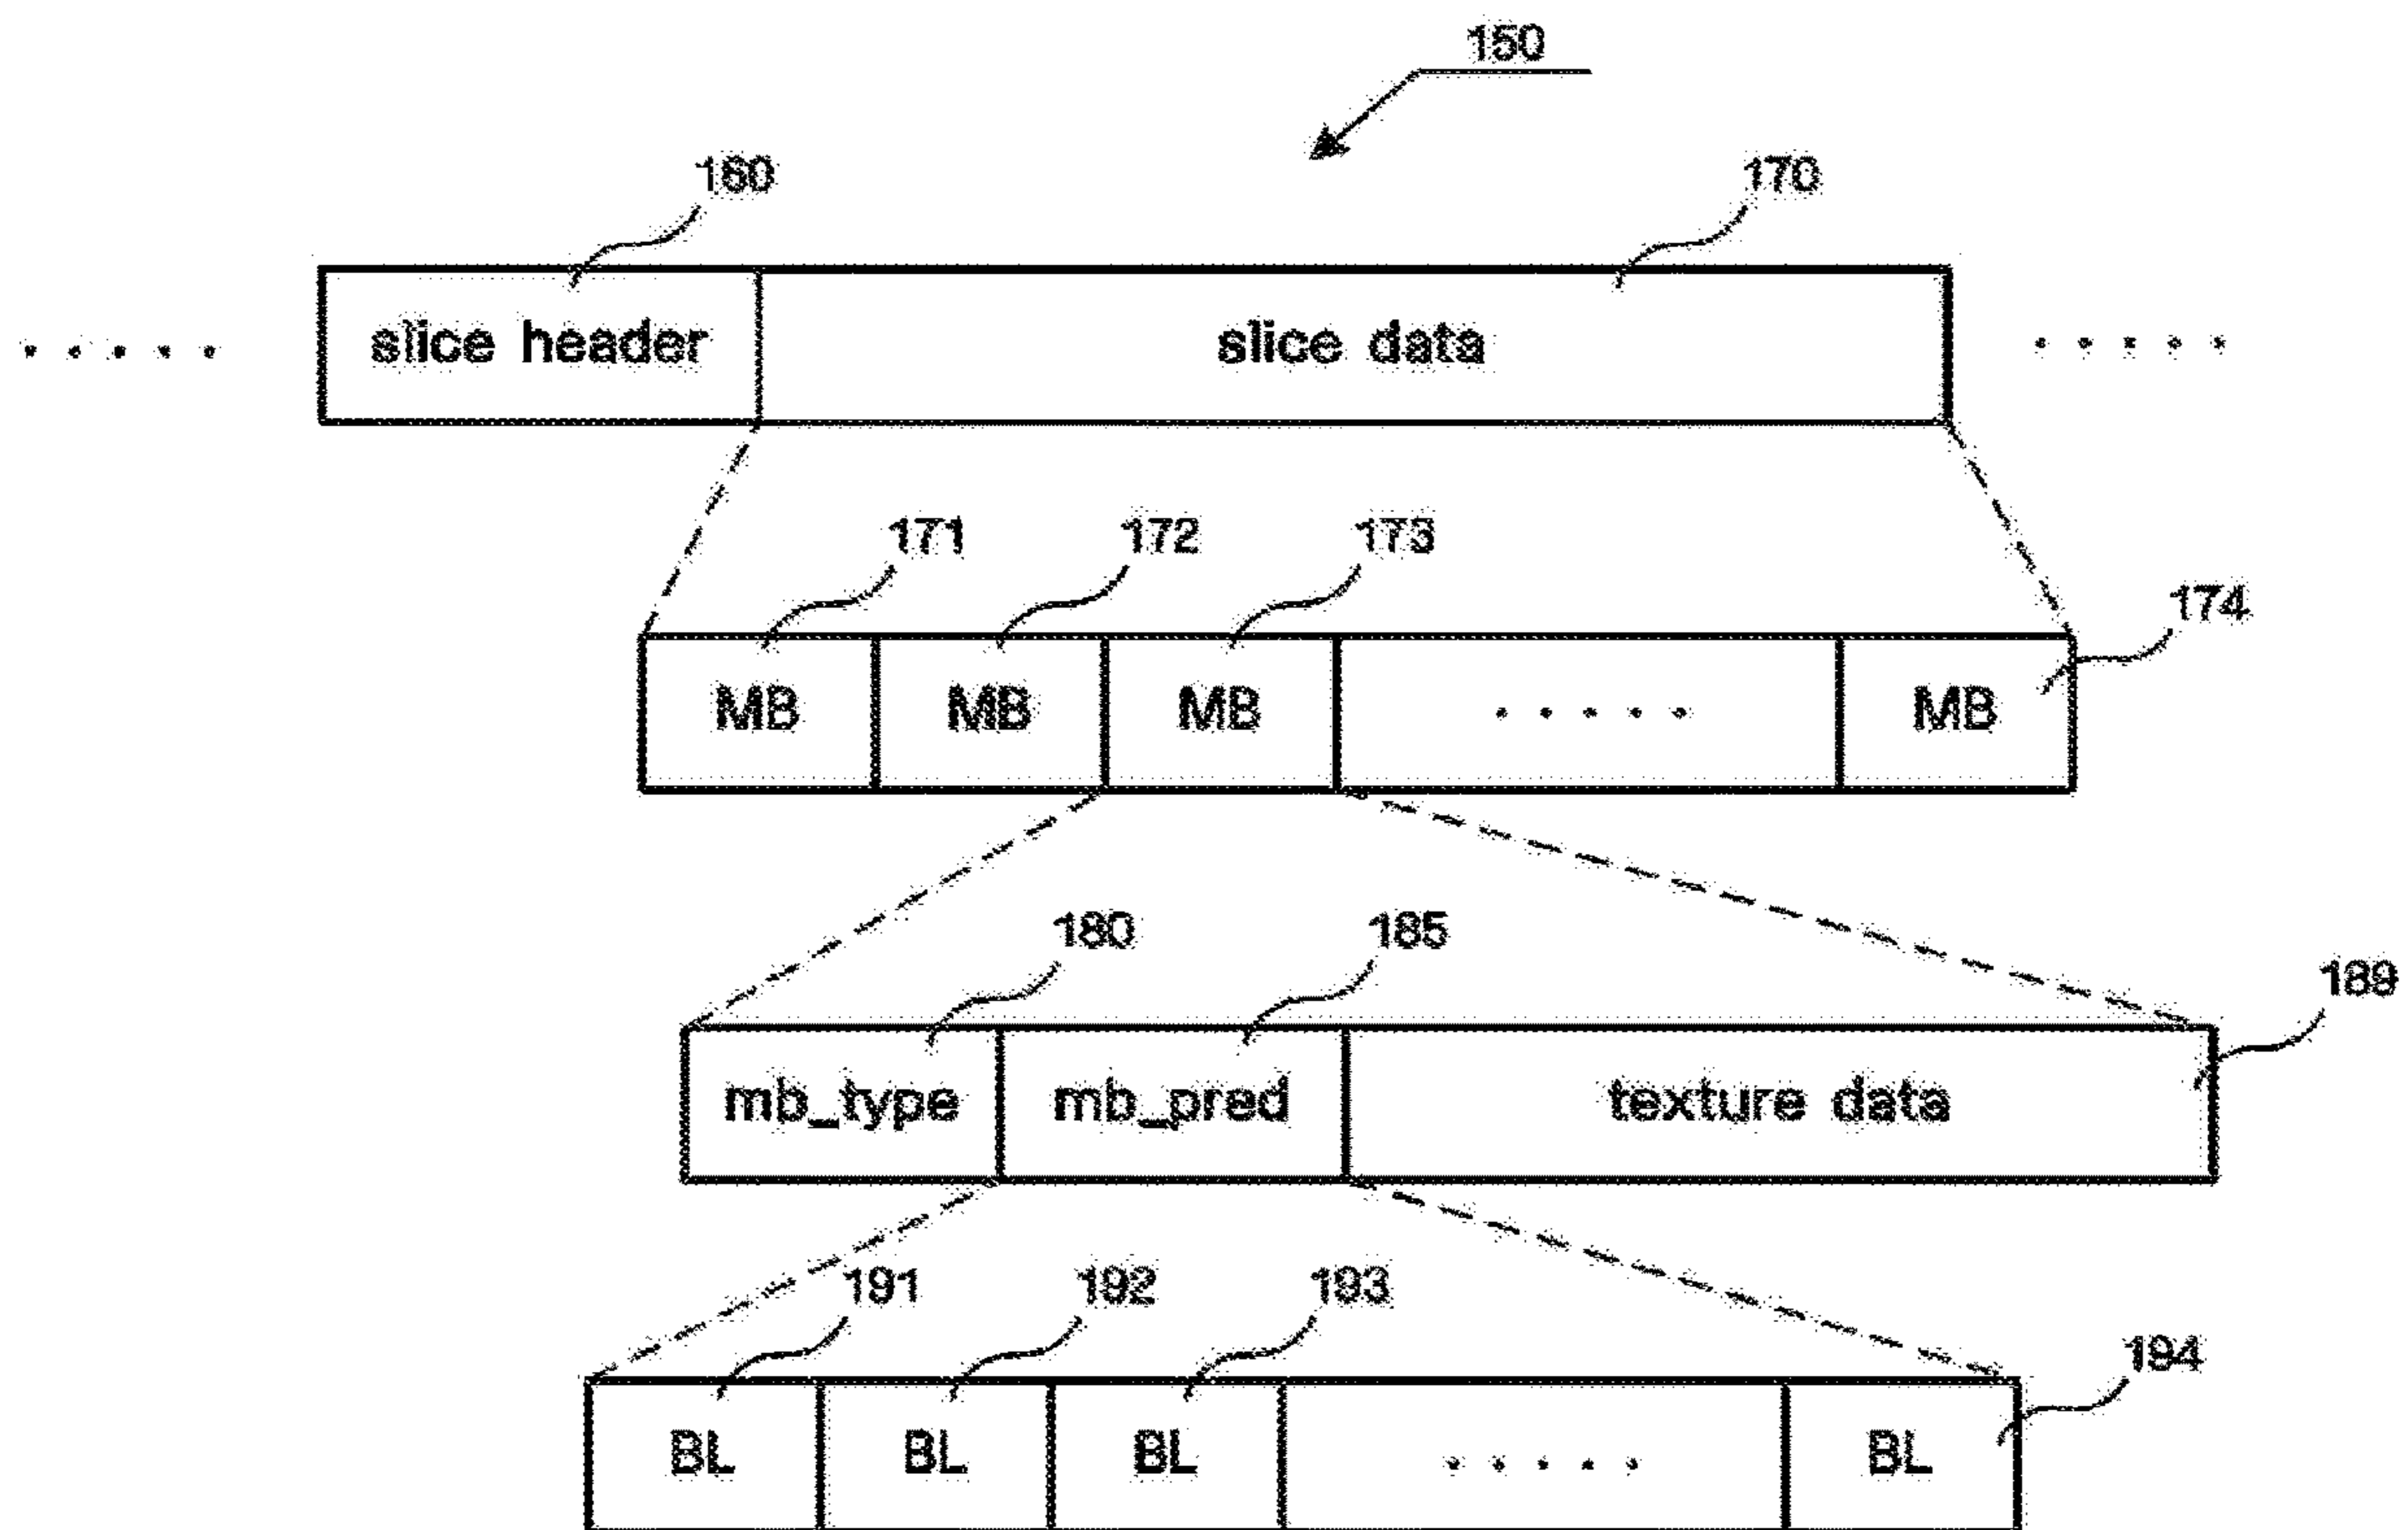 150
160 170
..... slice header slice data .....
171 172 173
174
MB MB MB ..... MB
180 185
189
mb_type mb_pred texture data
191 192 193
194
BL BL BL ..... BL